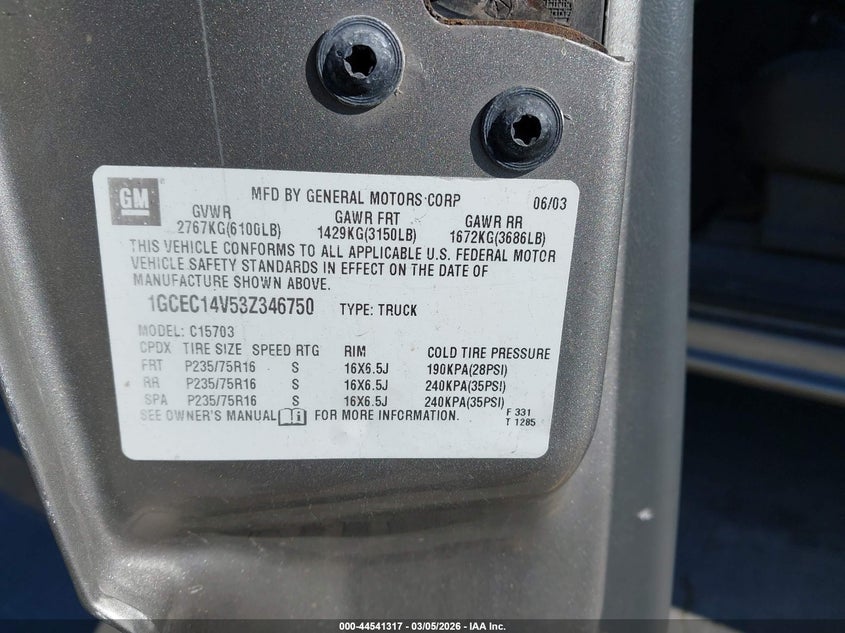 GM
MFD BY GENERAL MOTORS CORP 06/03
GVWR GAWR FRT GAWR RR
2767KG(6100LB) 1429KG(3150LB) 1672KG(3686LB)
THIS VEHICLE CONFORMS TO ALL APPLICABLE U.S. FEDERAL MOTOR
VEHICLE SAFETY STANDARDS IN EFFECT ON THE DATE OF
MANUFACTURE SHOWN ABOVE.
1GCEC14V53Z346750 TYPE: TRUCK
MODEL: C15703
CPDX TIRE SIZE SPEED RTG RIM COLD TIRE PRESSURE
FRT P235/75R16 S 16X6.5J 190KPA(28PSI)
RR P235/75R16 S 16X6.5J 240KPA(35PSI)
SPA P235/75R16 S 16X6.5J 240KPA(35PSI)
SEE OWNER'S MANUAL FOR MORE INFORMATION.
F 331
T 1285
000-44541317 | 03/05/2026 — IAA Inc.